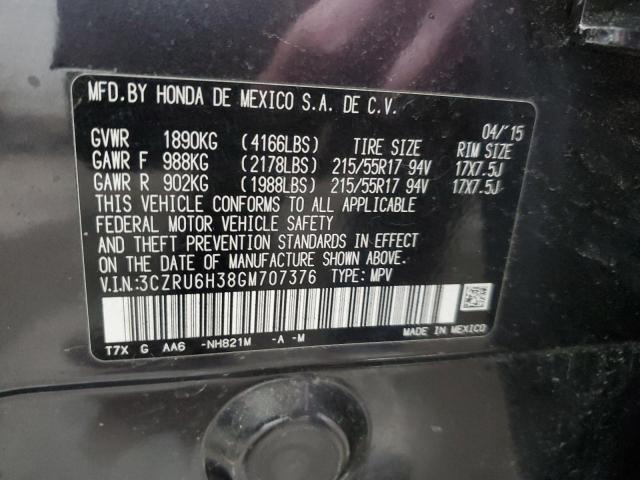 MFD.BY HONDA DE MEXICO S.A. DE C.V.
04/'15
GVWR 1890KG (4166LBS) TIRE SIZE RIM SIZE
GAWR F 988KG (2178LBS) 215/55R17 94V 17X7.5J
GAWR R 902KG (1988LBS) 215/55R17 94V 17X7.5J
THIS VEHICLE CONFORMS TO ALL APPLICABLE
FEDERAL MOTOR VEHICLE SAFETY
AND THEFT PREVENTION STANDARDS IN EFFECT
ON THE DATE OF MANUFACTURE SHOWN ABOVE.
V.I.N.:3CZRU6H38GM707376 TYPE: MPV
MADE IN MEXICO
T7X G AA6 -NH821M -A -M